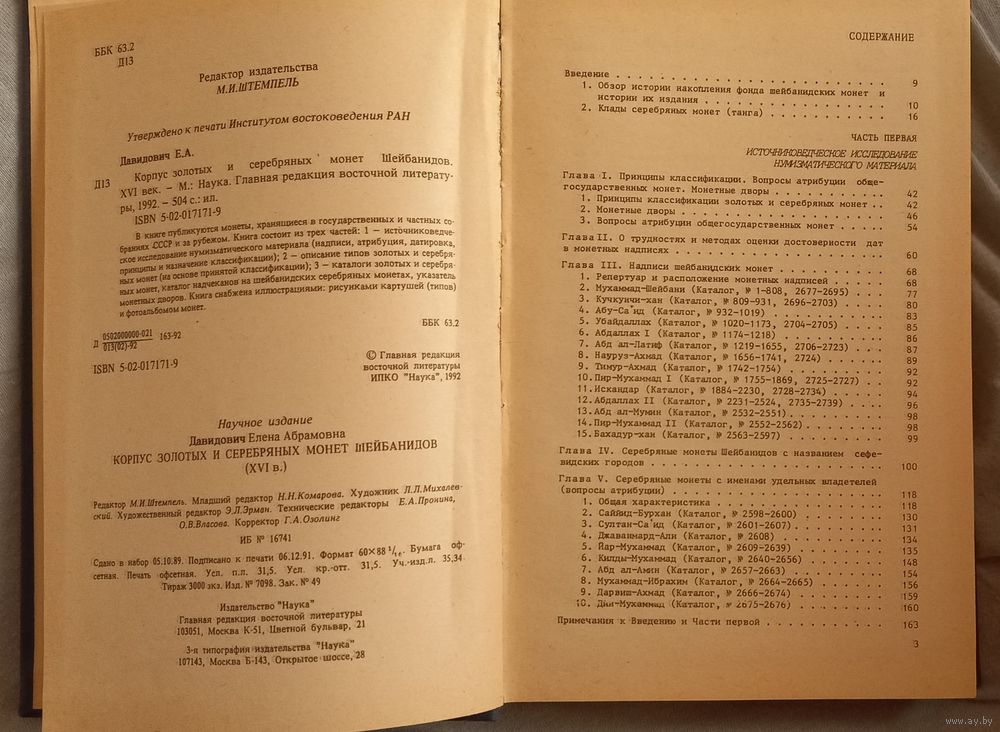 ББК 63.2
Д13
Редактор издательства
М.И.ШТЕМПЕЛЬ
Утверждено к печати Институтом востоковедения РАН
Давидович Е.А.
Д13 Корпус золотых и серебряных монет Шейбанидов.
XVI век. – М.: Наука. Главная редакция восточной литерату-
ры, 1992. – 504 с.: ил.
ISBN 5-02-017171-9
В книге публикуются монеты, хранящиеся в государственных и частных со-
браниях СССР и за рубежом. Книга состоит из трех частей: 1 — источниковедче-
ское исследование нумизматического материала (надписи, атрибуция, датировка,
принципы и назначение классификации); 2 — описание типов золотых и серебря-
ных монет (на основе принятой классификации); 3 — каталоги золотых и серебря-
ных монет, каталог надчеканов на шейбанидских серебряных монетах, указатель
монетных дворов. Книга снабжена иллюстрациями: рисунками картушей (типов)
и фотоальбомом монет.
Д 0502000000-021 163-92
013(02)-92
ББК 63.2
ISBN 5-02-017171-9
© Главная редакция
восточной литературы
ИПКО "Наука", 1992
Научное издание
Давидович Елена Абрамовна
КОРПУС ЗОЛОТЫХ И СЕРЕБРЯНЫХ МОНЕТ ШЕЙБАНИДОВ
(XVI в.)
Редактор М.И.Штемпель. Младший редактор Н.Н.Комарова. Художник Л.Л.Михалев-
ский. Художественный редактор Э.Л.Эрман. Технические редакторы Е.А.Пронина,
О.В.Власова. Корректор Г.А.Озолинг
ИБ № 16741
Сдано в набор 05.10.89. Подписано к печати 06.12.91. Формат 60×88 1/16. Бумага оф-
сетная. Печать офсетная. Усл. п.л. 31,5. Усл. кр.-отт. 31,5. Уч.-изд.л. 35,34
Тираж 3000 экз. Изд. № 7098. Зак. № 49
Издательство "Наука"
Главная редакция восточной литературы
103051, Москва К-51, Цветной бульвар, 21
3-я типография издательства "Наука"
107143, Москва Б-143, Открытое шоссе, 28
СОДЕРЖАНИЕ
Введение . . . . . . . . . . . . . . . . . . . . . . . . 9
1. Обзор истории накопления фонда шейбанидских монет и
истории их издания . . . . . . . . . . . . . . . . 10
2. Клады серебряных монет (танга) . . . . . . . . . . . 16
ЧАСТЬ ПЕРВАЯ
ИСТОЧНИКОВЕДЧЕСКОЕ ИССЛЕДОВАНИЕ
НУМИЗМАТИЧЕСКОГО МАТЕРИАЛА
Глава I. Принципы классификации. Вопросы атрибуции обще-
государственных монет. Монетные дворы . . . . . . . . . . 42
1. Принципы классификации золотых и серебряных монет . . 42
2. Монетные дворы . . . . . . . . . . . . . . . . . . 46
3. Вопросы атрибуции общегосударственных монет . . . . . 54
Глава II. О трудностях и методах оценки достоверности дат
в монетных надписях . . . . . . . . . . . . . . . . . . 60
Глава III. Надписи шейбанидских монет . . . . . . . . . . 68
1. Репертуар и расположение монетных надписей . . . . . 68
2. Мухаммад-Шейбани (Каталог, № 1-808, 2677-2695) . . . 77
3. Кучкунчи-хан (Каталог, № 809-931, 2696-2703) . . . . 80
4. Абу-Са'ид (Каталог, № 932-1019) . . . . . . . . . . 83
5. Убайдаллах (Каталог, № 1020-1173, 2704-2705) . . . . 85
6. Абдаллах I (Каталог, № 1174-1218) . . . . . . . . . 86
7. Абд ал-Латиф (Каталог, № 1219-1655, 2706-2723) . . . 87
8. Науруз-Ахмад (Каталог, № 1656-1741, 2724) . . . . . 89
9. Тимур-Ахмад (Каталог, № 1742-1754) . . . . . . . . . 92
10. Пир-Мухаммад I (Каталог, № 1755-1869, 2725-2727) . . 92
11. Искандар (Каталог, № 1884-2230, 2728-2734) . . . . . 94
12. Абдаллах II (Каталог, № 2231-2524, 2735-2739) . . . . 96
13. Абд ал-Мумин (Каталог, № 2532-2551) . . . . . . . . 98
14. Пир-Мухаммад II (Каталог, № 2552-2562) . . . . . . . 98
15. Бахадур-хан (Каталог, № 2563-2597) . . . . . . . . . 99
Глава IV. Серебряные монеты Шейбанидов с названием сефе-
видских городов . . . . . . . . . . . . . . . . . . . . 100
Глава V. Серебряные монеты с именами удельных владетелей
(вопросы атрибуции) . . . . . . . . . . . . . . . . . . 118
1. Общая характеристика . . . . . . . . . . . . . . . 118
2. Саййид-Бурхан (Каталог, № 2598-2600) . . . . . . . . 130
3. Султан-Са'ид (Каталог, № 2601-2607) . . . . . . . . 131
4. Джаванмард-Али (Каталог, № 2608) . . . . . . . . . . 134
5. Йар-Мухаммад (Каталог, № 2609-2639) . . . . . . . . 135
6. Килды-Мухаммад (Каталог, № 2640-2656) . . . . . . . 148
7. Абд ал-Амин (Каталог, № 2657-2663) . . . . . . . . . 154
8. Мухаммад-Ибрахим (Каталог, № 2664-2665) . . . . . . 156
9. Дарвиш-Ахмад (Каталог, № 2666-2674) . . . . . . . . 159
10. Дин-Мухаммад (Каталог, № 2675-2676) . . . . . . . . 160
Примечания к Введению и Части первой . . . . . . . . . . 163
3
www.ay.by